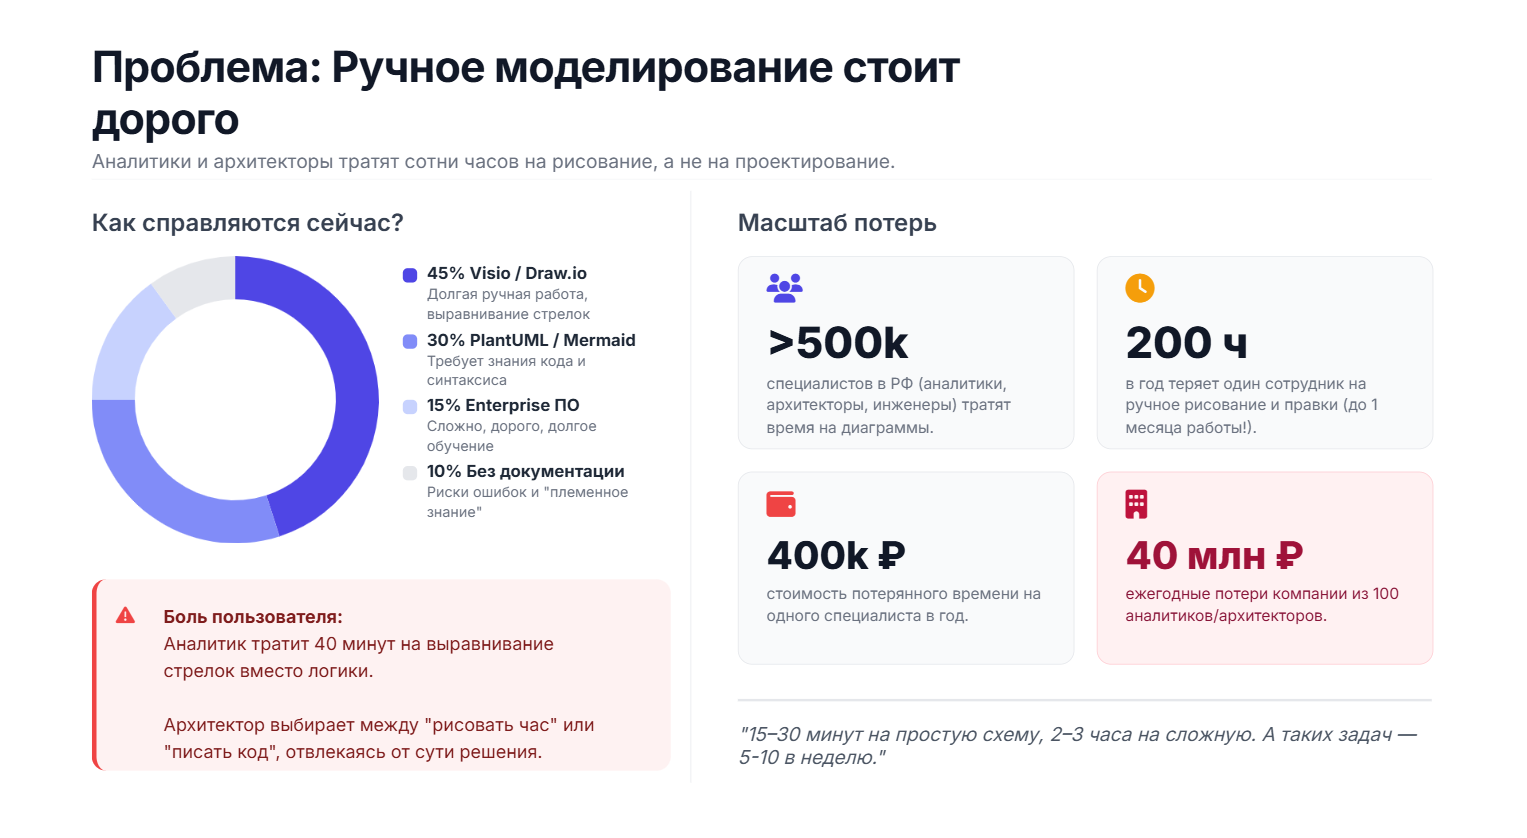 Проблема: Ручное моделирование стоит
дорого
Аналитики и архитекторы тратят сотни часов на рисование, а не на проектирование.
Как справляются сейчас?
45% Visio / Draw.io
Долгая ручная работа,
выравнивание стрелок
30% PlantUML / Mermaid
Требует знания кода и
синтаксиса
15% Enterprise ПО
Сложно, дорого, долгое
обучение
10% Без документации
Риски ошибок и "племенное
знание"
Боль пользователя:
Аналитик тратит 40 минут на выравнивание
стрелок вместо логики.
Архитектор выбирает между "рисовать час" или
"писать код", отвлекаясь от сути решения.
Масштаб потерь
>500k
специалистов в РФ (аналитики,
архитекторы, инженеры) тратят
время на диаграммы.
200 ч
в год теряет один сотрудник на
ручное рисование и правки (до 1
месяца работы!).
400k ₽
стоимость потерянного времени на
одного специалиста в год.
40 млн ₽
ежегодные потери компании из 100
аналитиков/архитекторов.
"15–30 минут на простую схему, 2–3 часа на сложную. А таких задач —
5-10 в неделю."